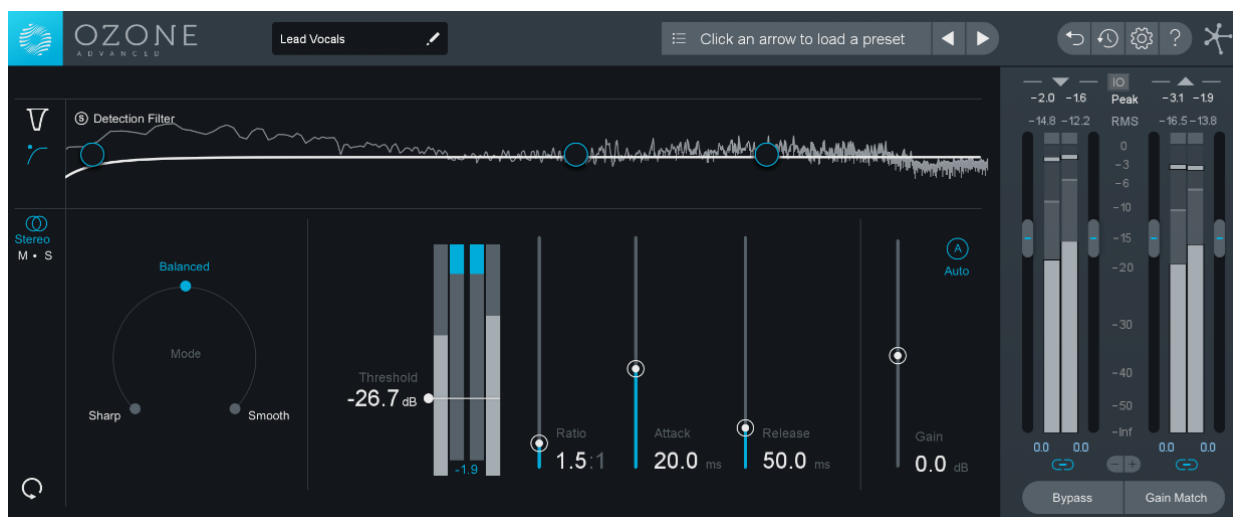 OZONE
ADVANCED
Lead Vocals
Click an arrow to load a preset
?
S Detection Filter
Stereo
M • S
Balanced
Mode
Sharp
Smooth
Threshold
-26.7 dB
-1.9
Ratio
1.5:1
Attack
20.0 ms
Release
50.0 ms
A
Auto
Gain
0.0 dB
IO
-2.0 -1.6 Peak -3.1 -1.9
-14.8 -12.2 RMS -16.5 -13.8
0
-3
-6
-10
-15
-20
-30
-40
-50
-Inf
0.0 0.0 0.0 0.0
- +
Bypass
Gain Match